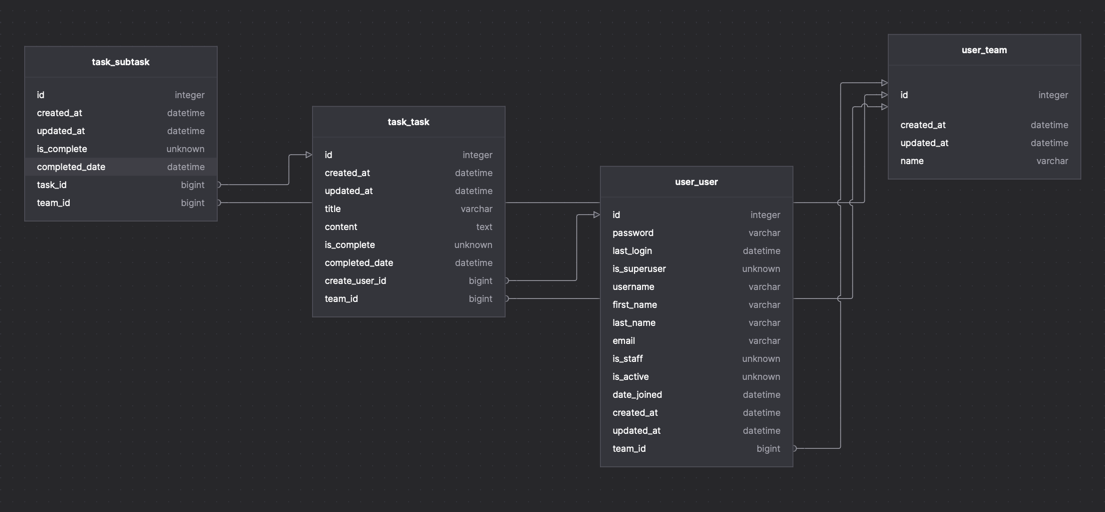 task_subtask
id integer
created_at datetime
updated_at datetime
is_complete unknown
completed_date datetime
task_id bigint
team_id bigint
task_task
id integer
created_at datetime
updated_at datetime
title varchar
content text
is_complete unknown
completed_date datetime
create_user_id bigint
team_id bigint
user_user
id integer
password varchar
last_login datetime
is_superuser unknown
username varchar
first_name varchar
last_name varchar
email varchar
is_staff unknown
is_active unknown
date_joined datetime
created_at datetime
updated_at datetime
team_id bigint
user_team
id integer
created_at datetime
updated_at datetime
name varchar